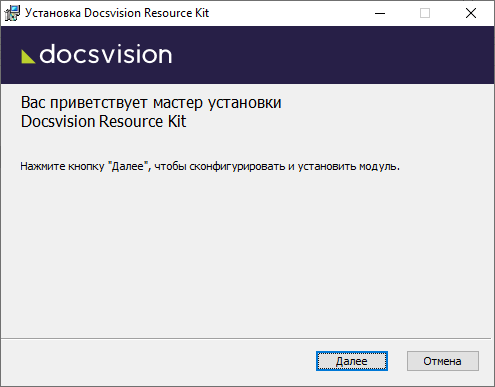 Установка Docsvision Resource Kit
docsvision
Вас приветствует мастер установки
Docsvision Resource Kit
Нажмите кнопку "Далее", чтобы сконфигурировать и установить модуль.
Далее
Отмена